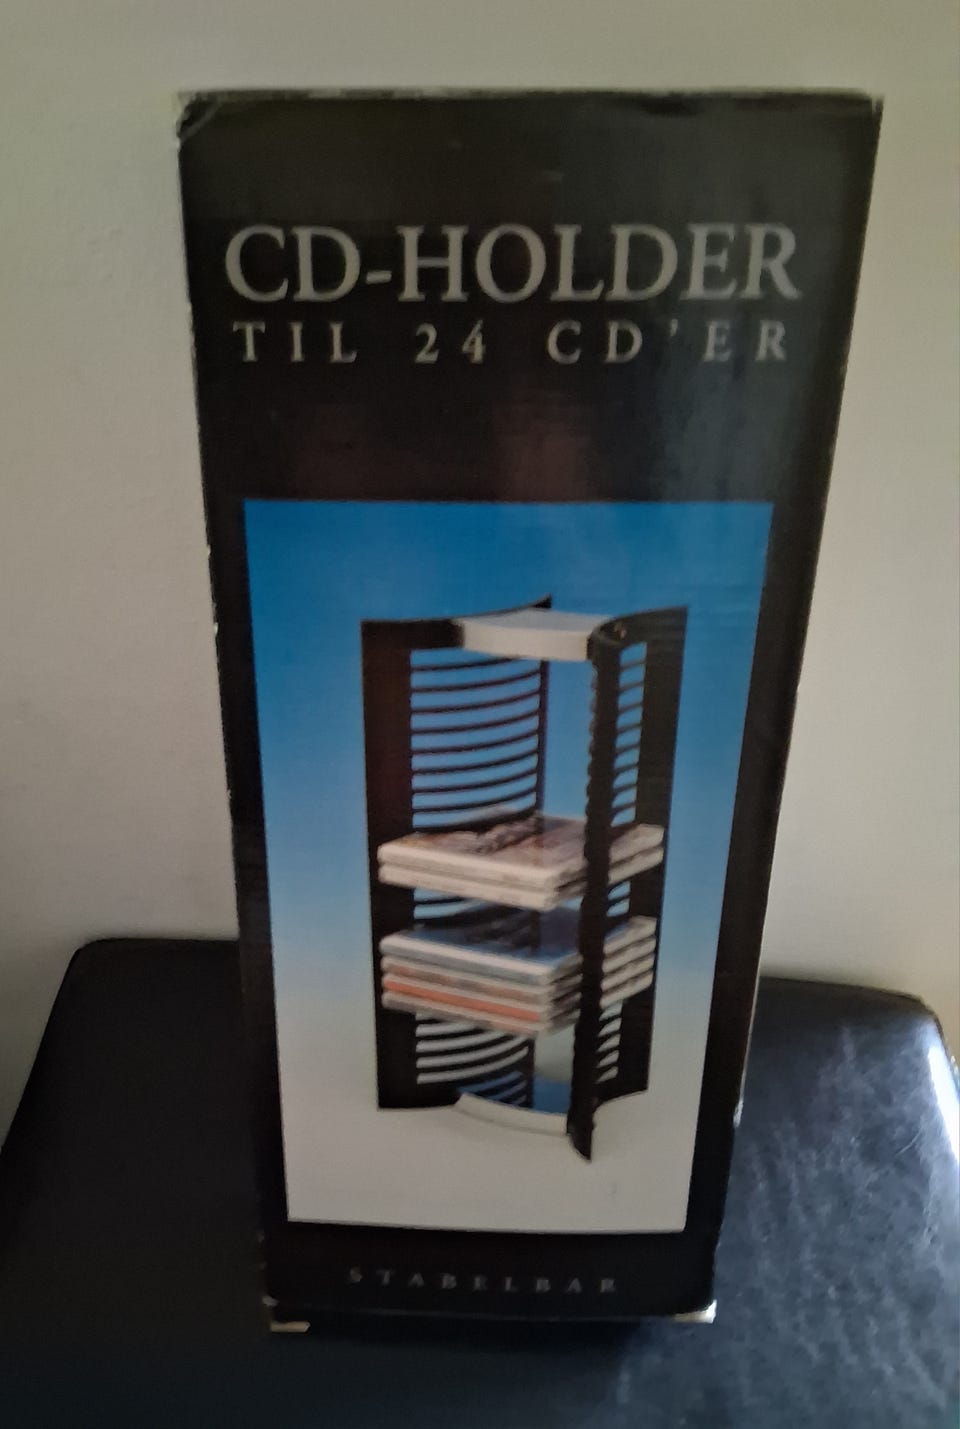 CD-HOLDER
TIL 24 CD'ER
STABELBAR